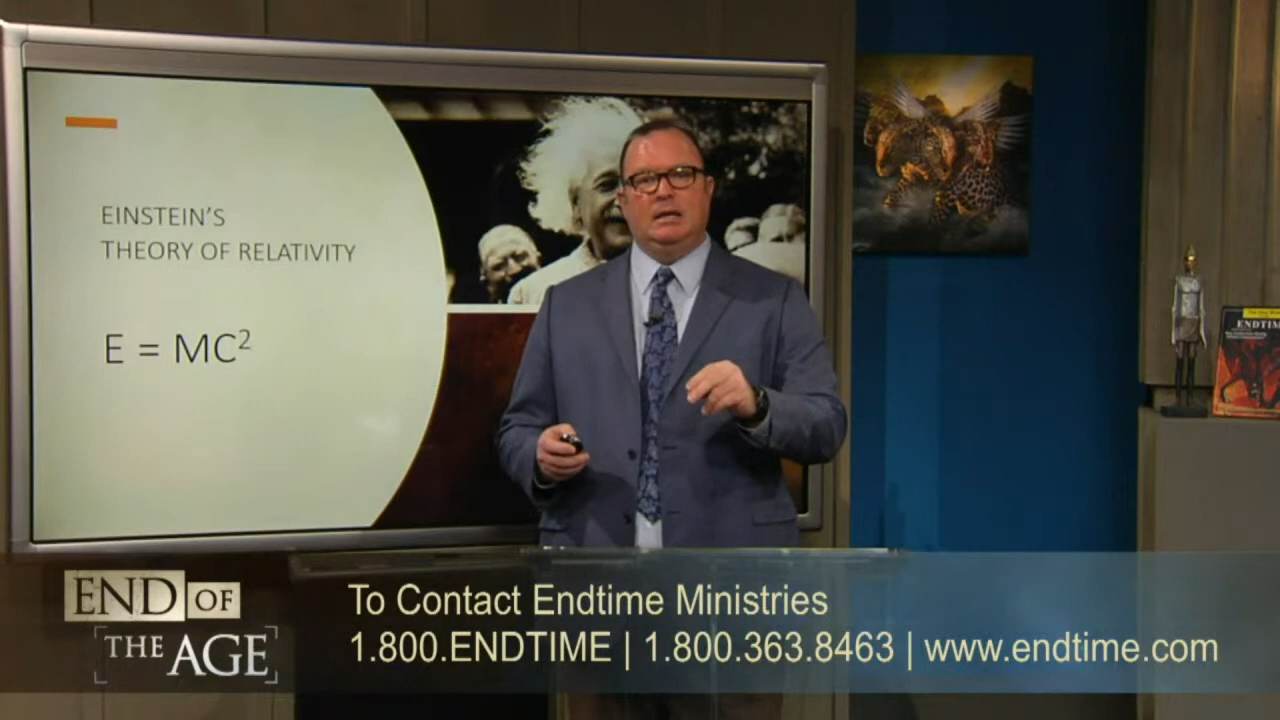 EINSTEIN'S
THEORY OF RELATIVITY
E = MC²
ENDTIM
END OF
THE AGE
To Contact Endtime Ministries
1.800.ENDTIME | 1.800.363.8463 | www.endtime.com